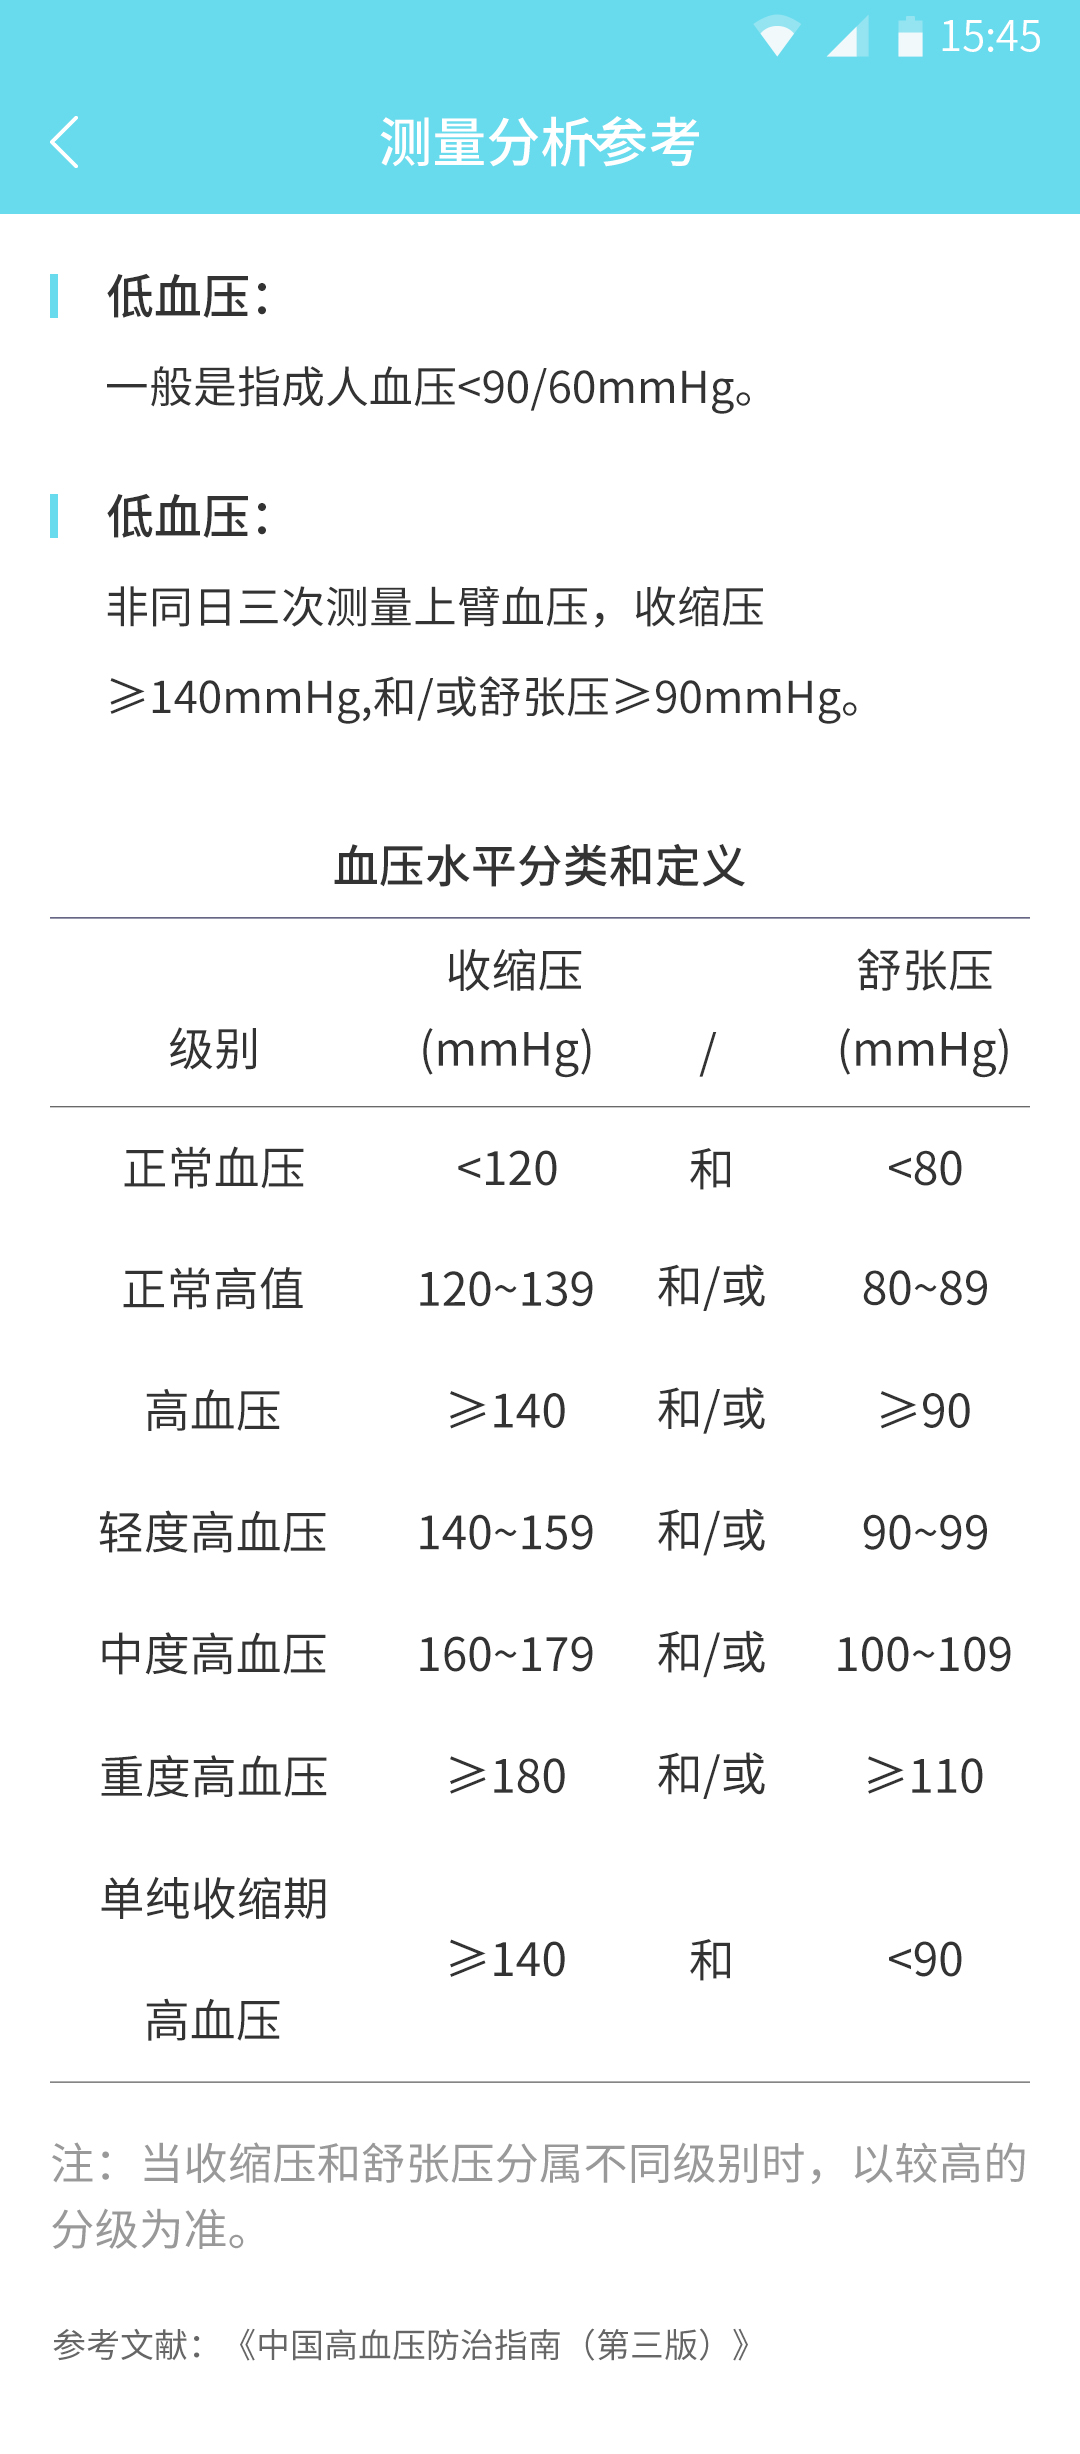 15:45
测量分析参考
低血压：
一般是指成人血压<90/60mmHg。
低血压：
非同日三次测量上臂血压，收缩压
≥140mmHg,和/或舒张压≥90mmHg。
血压水平分类和定义
级别 收缩压 (mmHg) / 舒张压 (mmHg)
正常血压 <120 和 <80
正常高值 120~139 和/或 80~89
高血压 ≥140 和/或 ≥90
轻度高血压 140~159 和/或 90~99
中度高血压 160~179 和/或 100~109
重度高血压 ≥180 和/或 ≥110
单纯收缩期
高血压 ≥140 和 <90
注：当收缩压和舒张压分属不同级别时，以较高的
分级为准。
参考文献：《中国高血压防治指南（第三版）》